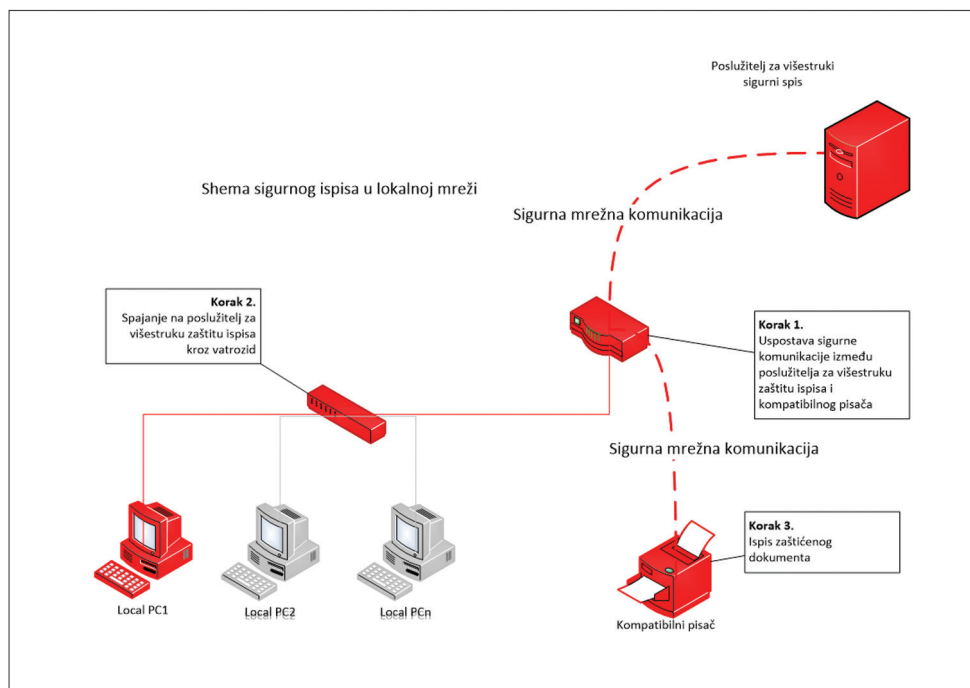 Poslužitelj za višestruki
sigurni spis
Shema sigurnog ispisa u lokalnoj mreži
Sigurna mrežna komunikacija
Korak 2.
Spajanje na poslužitelj za
višestruku zaštitu ispisa
kroz vatrozid
Korak 1.
Uspostava sigurne
komunikacije između
poslužitelja za višestruku
zaštitu ispisa i
kompatibilnog pisača
Sigurna mrežna komunikacija
Korak 3.
Ispis zaštićenog
dokumenta
Local PC1
Local PC2
Local PCn
Kompatibilni pisač